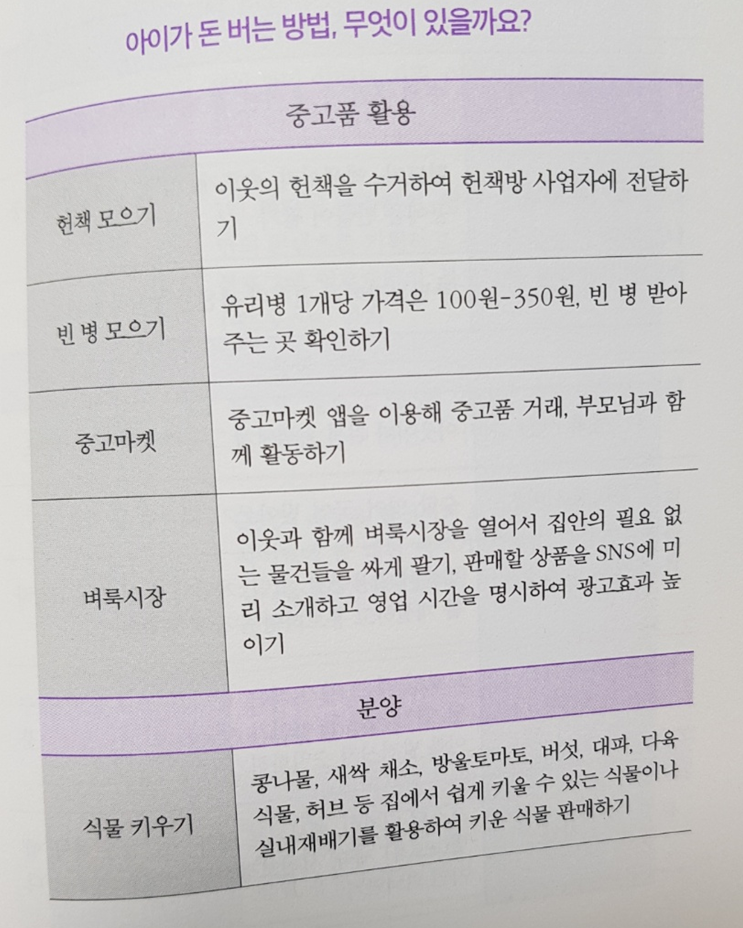 아이가 돈 버는 방법, 무엇이 있을까요?
중고품 활용
헌책 모으기
이웃의 헌책을 수거하여 헌책방 사업자에 전달하
기
빈 병 모으기
유리병 1개당 가격은 100원-350원, 빈 병 받아
주는 곳 확인하기
중고마켓
중고마켓 앱을 이용해 중고품 거래, 부모님과 함
께 활동하기
벼룩시장
이웃과 함께 벼룩시장을 열어서 집안의 필요 없
는 물건들을 싸게 팔기, 판매할 상품을 SNS에 미
리 소개하고 영업 시간을 명시하여 광고효과 높
이기
분양
식물 키우기
콩나물, 새싹 채소, 방울토마토, 버섯, 대파, 다육
식물, 허브 등 집에서 쉽게 키울 수 있는 식물이나
실내재배기를 활용하여 키운 식물 판매하기